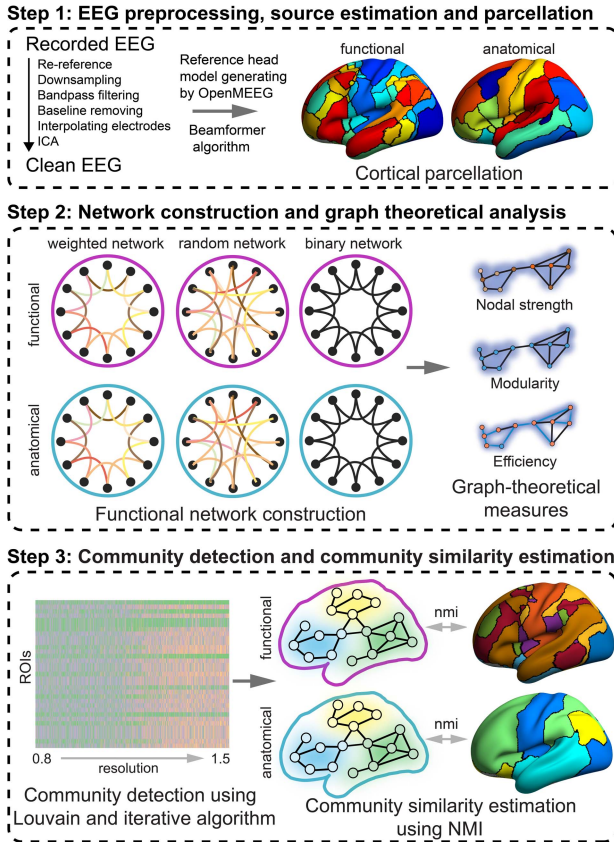 Step 1: EEG preprocessing, source estimation and parcellation
Recorded EEG
Re-reference
Downsampling
Bandpass filtering
Baseline removing
Interpolating electrodes
ICA
Clean EEG
Reference head
model generating
by OpenMEEG
Beamformer
algorithm
functional
anatomical
Cortical parcellation
Step 2: Network construction and graph theoretical analysis
weighted network
random network
binary network
functional
anatomical
Functional network construction
Nodal strength
Modularity
Efficiency
Graph-theoretical
measures
Step 3: Community detection and community similarity estimation
ROIs
0.8
resolution
1.5
Community detection using
Louvain and iterative algorithm
functional
nmi
anatomical
nmi
Community similarity estimation
using NMI